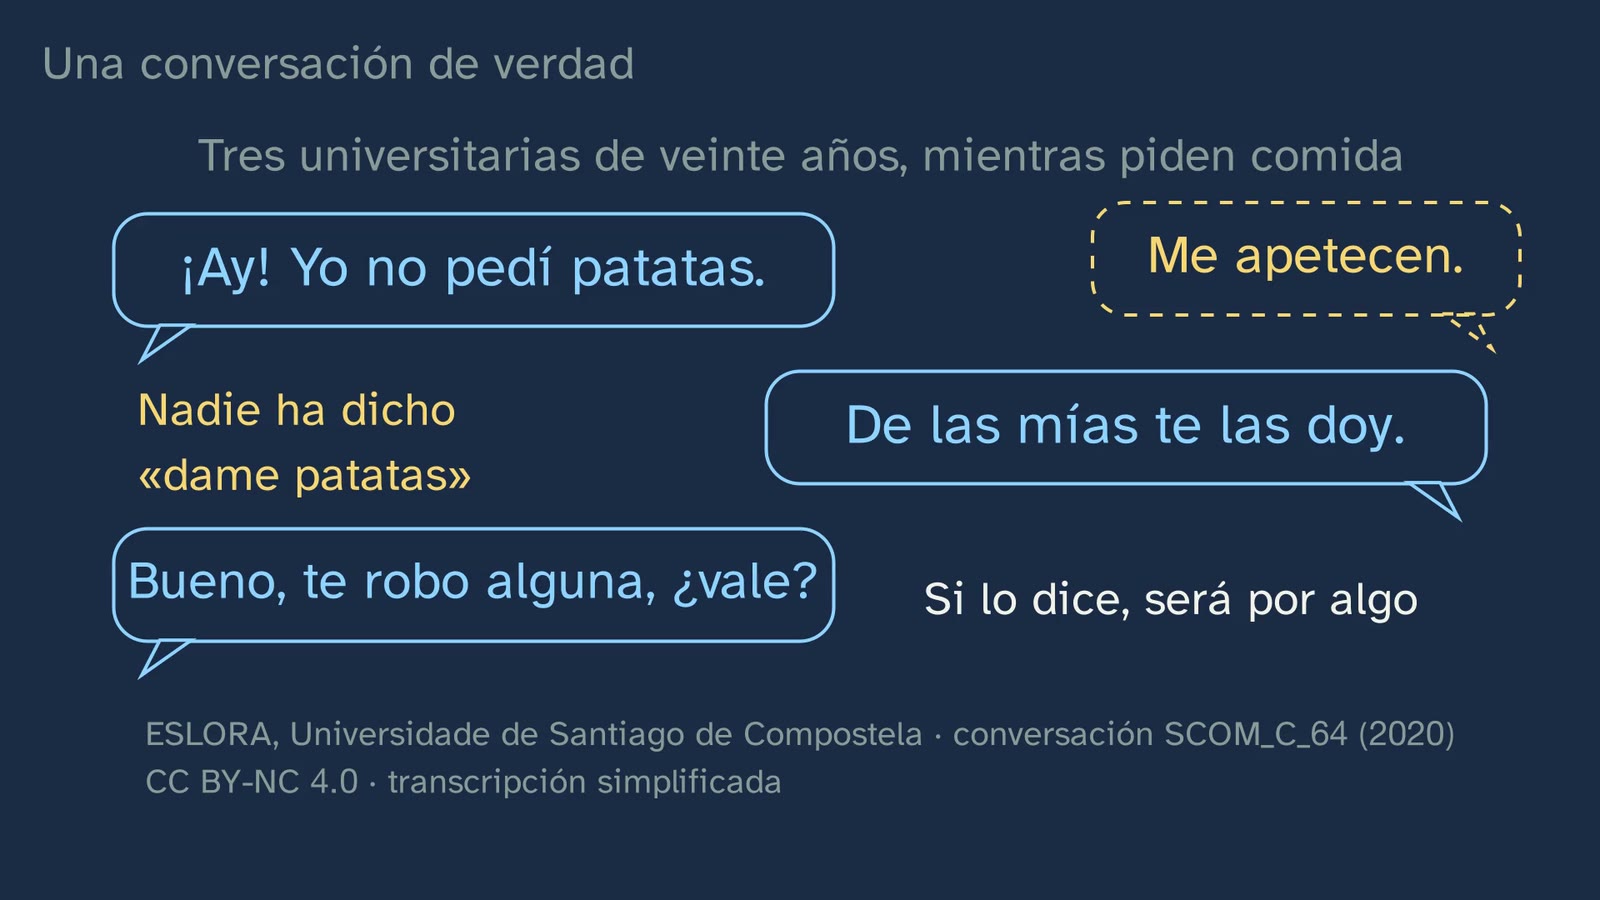 Una conversación de verdad
Tres universitarias de veinte años, mientras piden comida
¡Ay! Yo no pedí patatas.
Me apetecen.
Nadie ha dicho
«dame patatas»
De las mías te las doy.
Bueno, te robo alguna, ¿vale?
Si lo dice, será por algo
ESLORA, Universidade de Santiago de Compostela · conversación SCOM_C_64 (2020)
CC BY-NC 4.0 · transcripción simplificada